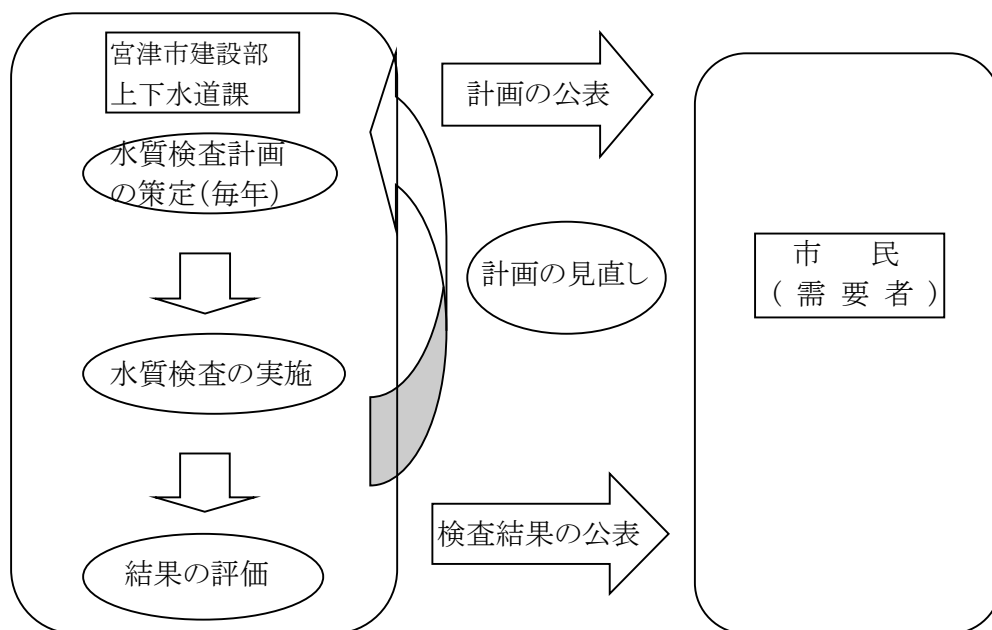 宮津市建設部
上下水道課
水質検査計画
の策定(毎年)
水質検査の実施
結果の評価
計画の公表
計画の見直し
検査結果の公表
市　民
(需要者)